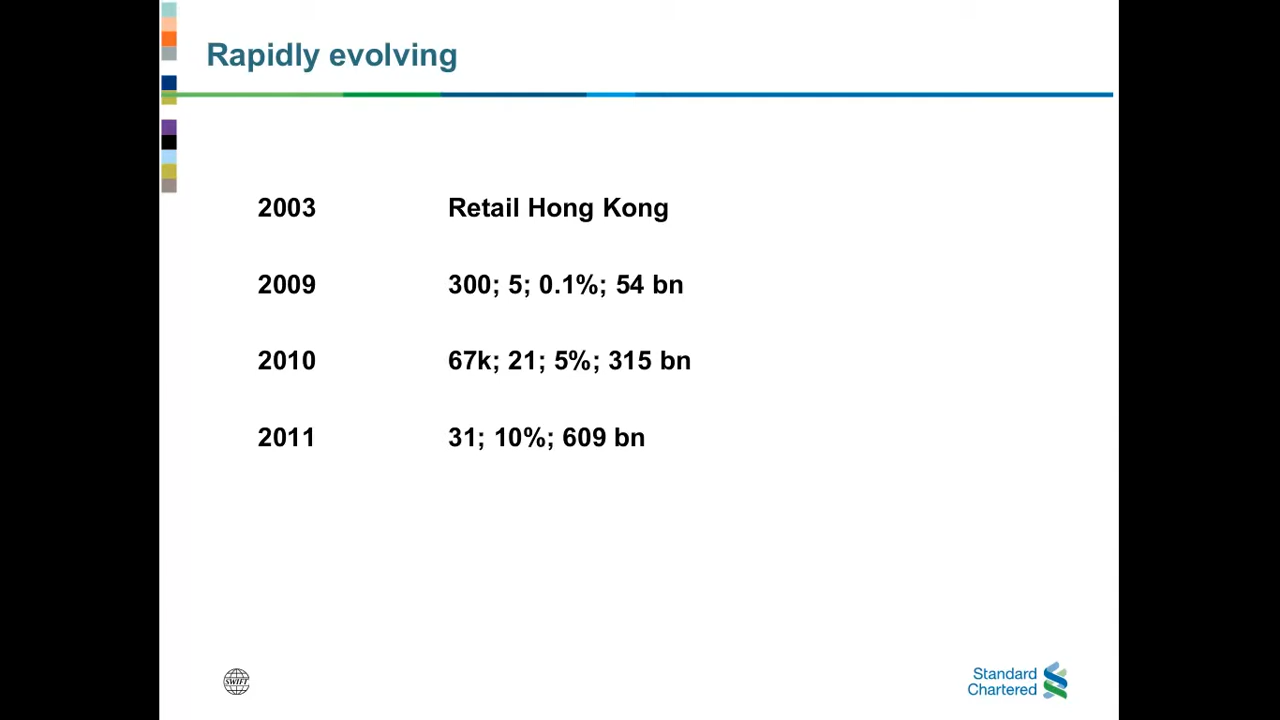 Rapidly evolving
2003 Retail Hong Kong
2009 300; 5; 0.1%; 54 bn
2010 67k; 21; 5%; 315 bn
2011 31; 10%; 609 bn
SWIFT
Standard
Chartered